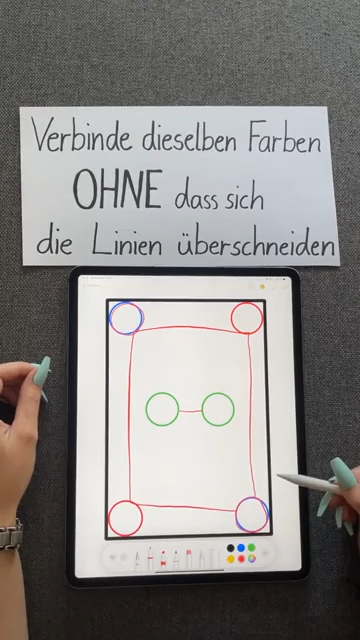 Verbinde dieselben Farben
OHNE dass sich
die Linien überschneiden